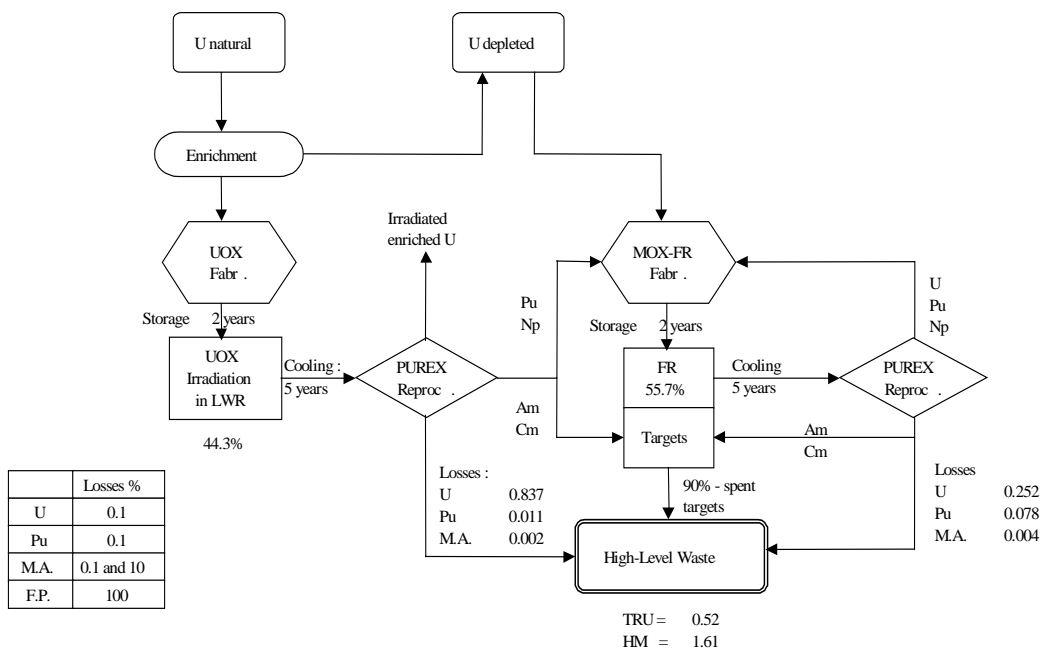 U natural
U depleted
Enrichment
Irradiated
enriched U
UOX
Fabr .
MOX-FR
Fabr .
U
Pu
Np
Pu
Np
Storage 2 years
Storage 2 years
UOX
Irradiation
in LWR
Cooling :
5 years
PUREX
Reproc .
FR
55.7%
Cooling
5 years
PUREX
Reproc .
Am
Cm
Targets
Am
Cm
44.3%
Losses :
U 0.837
Pu 0.011
M.A. 0.002
90% - spent
targets
Losses
U 0.252
Pu 0.078
M.A. 0.004
High-Level Waste
Losses %
U 0.1
Pu 0.1
M.A. 0.1 and 10
F.P. 100
TRU = 0.52
HM = 1.61